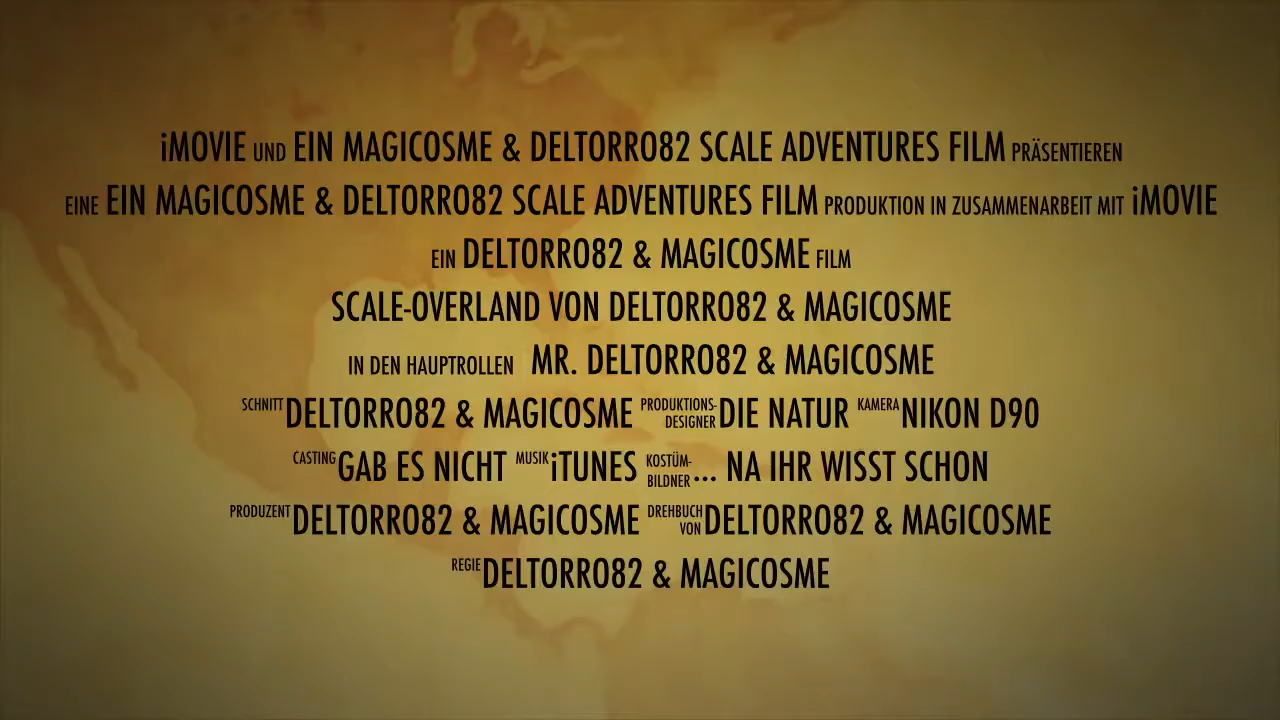 iMOVIE UND EIN MAGICOSME & DELTORRO82 SCALE ADVENTURES FILM PRÄSENTIEREN
EINE EIN MAGICOSME & DELTORRO82 SCALE ADVENTURES FILM PRODUKTION IN ZUSAMMENARBEIT MIT iMOVIE
EIN DELTORRO82 & MAGICOSME FILM
SCALE-OVERLAND VON DELTORRO82 & MAGICOSME
IN DEN HAUPTROLLEN MR. DELTORRO82 & MAGICOSME
SCHNITT DELTORRO82 & MAGICOSME PRODUKTIONS-DESIGNER DIE NATUR KAMERA NIKON D90
CASTING GAB ES NICHT MUSIK iTUNES KOSTÜM-BILDNER ... NA IHR WISST SCHON
PRODUZENT DELTORRO82 & MAGICOSME DREHBUCH VON DELTORRO82 & MAGICOSME
REGIE DELTORRO82 & MAGICOSME